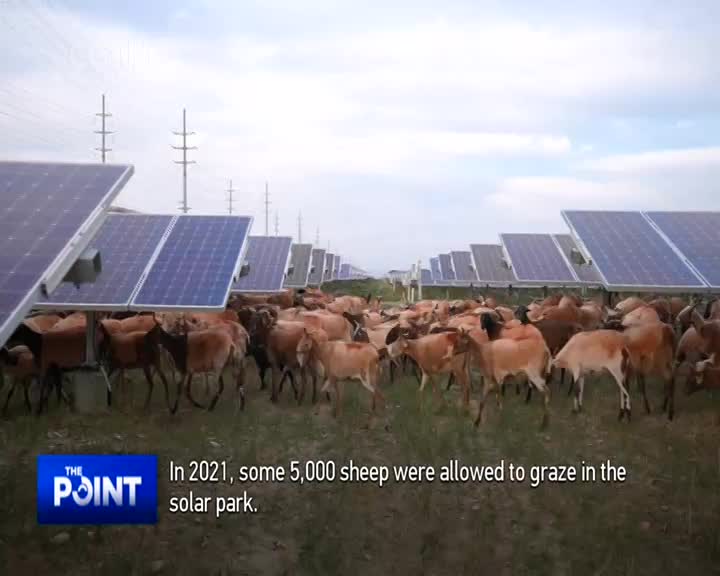 THE
POINT
In 2021, some 5,000 sheep were allowed to graze in the
solar park.